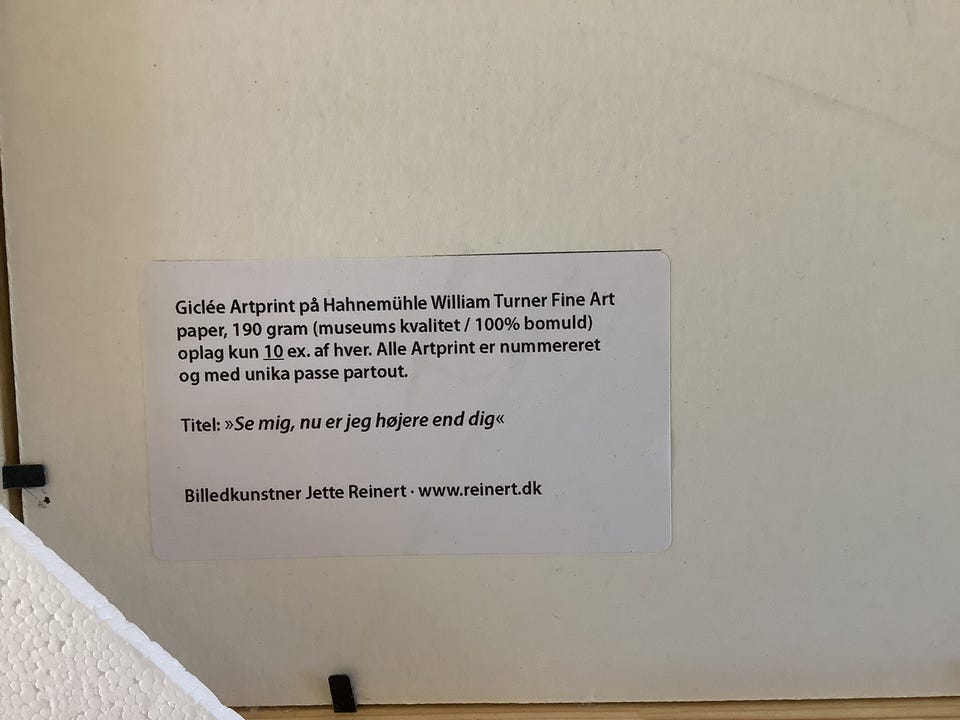 Giclée Artprint på Hahnemühle William Turner Fine Art
paper, 190 gram (museums kvalitet / 100% bomuld)
oplag kun 10 ex. af hver. Alle Artprint er nummereret
og med unika passe partout.
Titel: »Se mig, nu er jeg højere end dig«
Billedkunstner Jette Reinert · www.reinert.dk